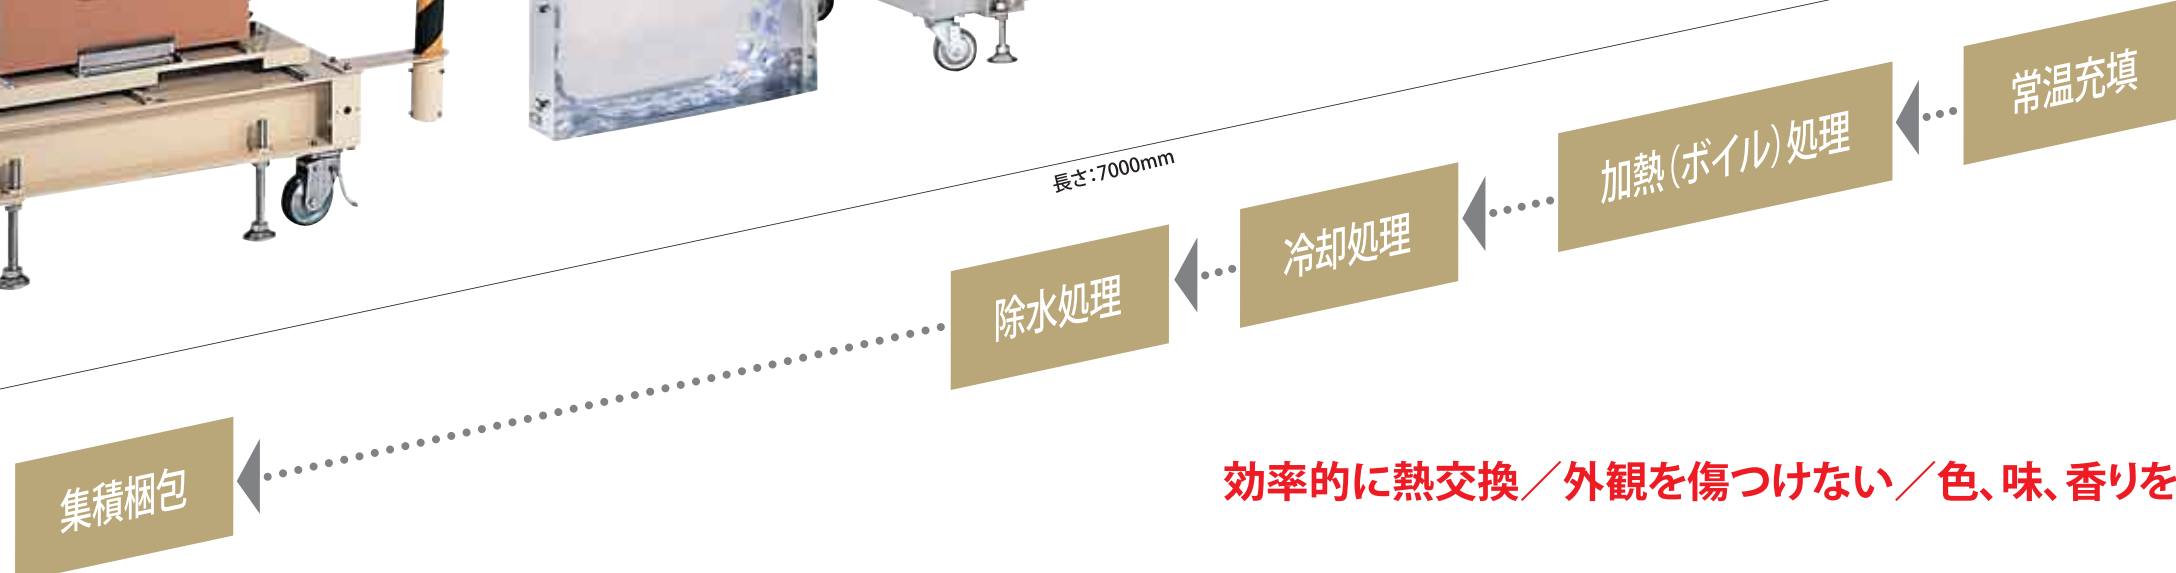 長さ:7000mm
常温充填
加熱(ボイル)処理
冷却処理
除水処理
集積梱包
効率的に熱交換／外観を傷つけない／色、味、香りを